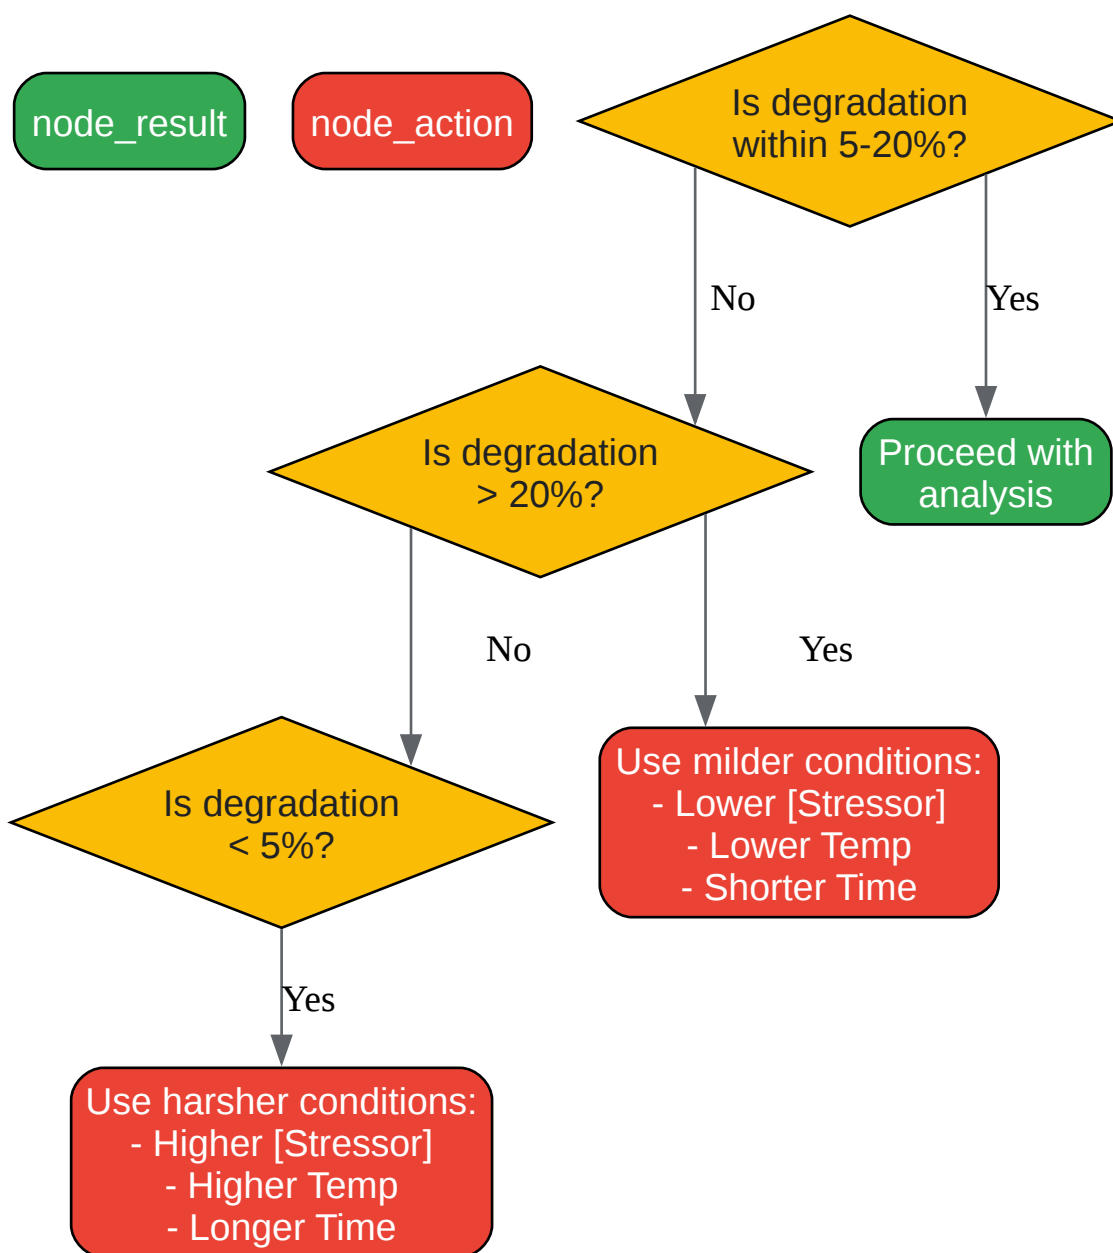 node_result
node_action
Is degradation
within 5-20%?
No
Yes
Is degradation
> 20%?
Proceed with
analysis
No
Yes
Is degradation
< 5%?
Use milder conditions:
- Lower [Stressor]
- Lower Temp
- Shorter Time
Yes
Use harsher conditions:
- Higher [Stressor]
- Higher Temp
- Longer Time